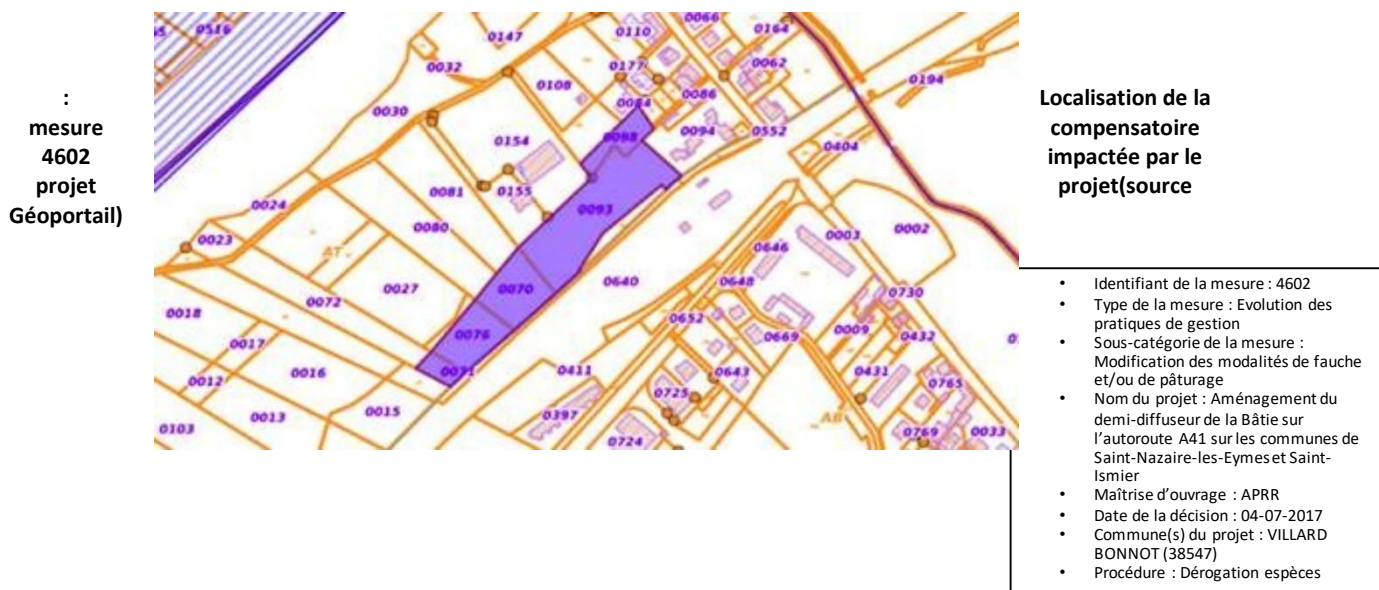 :
mesure
4602
projet
Géoportail)
0516
0147
0110
0066
0164
0032
0177
0062
0194
0108
0086
0030
0094
0552
0098
0154
0404
0081
0155
0024
0093
0002
0003
0023
0080
0646
AT
0640
0648
0070
0027
0730
0072
0018
0652
0009
0432
0076
0669
0017
0071
0411
0643
0431
0016
0012
0725
0765
0015
0397
0013
AB
0103
0724
0769
0033
Localisation de la
compensatoire
impactée par le
projet(source
• Identifiant de la mesure : 4602
• Type de la mesure : Evolution des
pratiques de gestion
• Sous-catégorie de la mesure :
Modification des modalités de fauche
et/ou de pâturage
• Nom du projet : Aménagement du
demi-diffuseur de la Bâtie sur
l’autoroute A41 sur les communes de
Saint-Nazaire-les-Eymes et Saint-
Ismier
• Maîtrise d’ouvrage : APRR
• Date de la décision : 04-07-2017
• Commune(s) du projet : VILLARD
BONNOT (38547)
• Procédure : Dérogation espèces